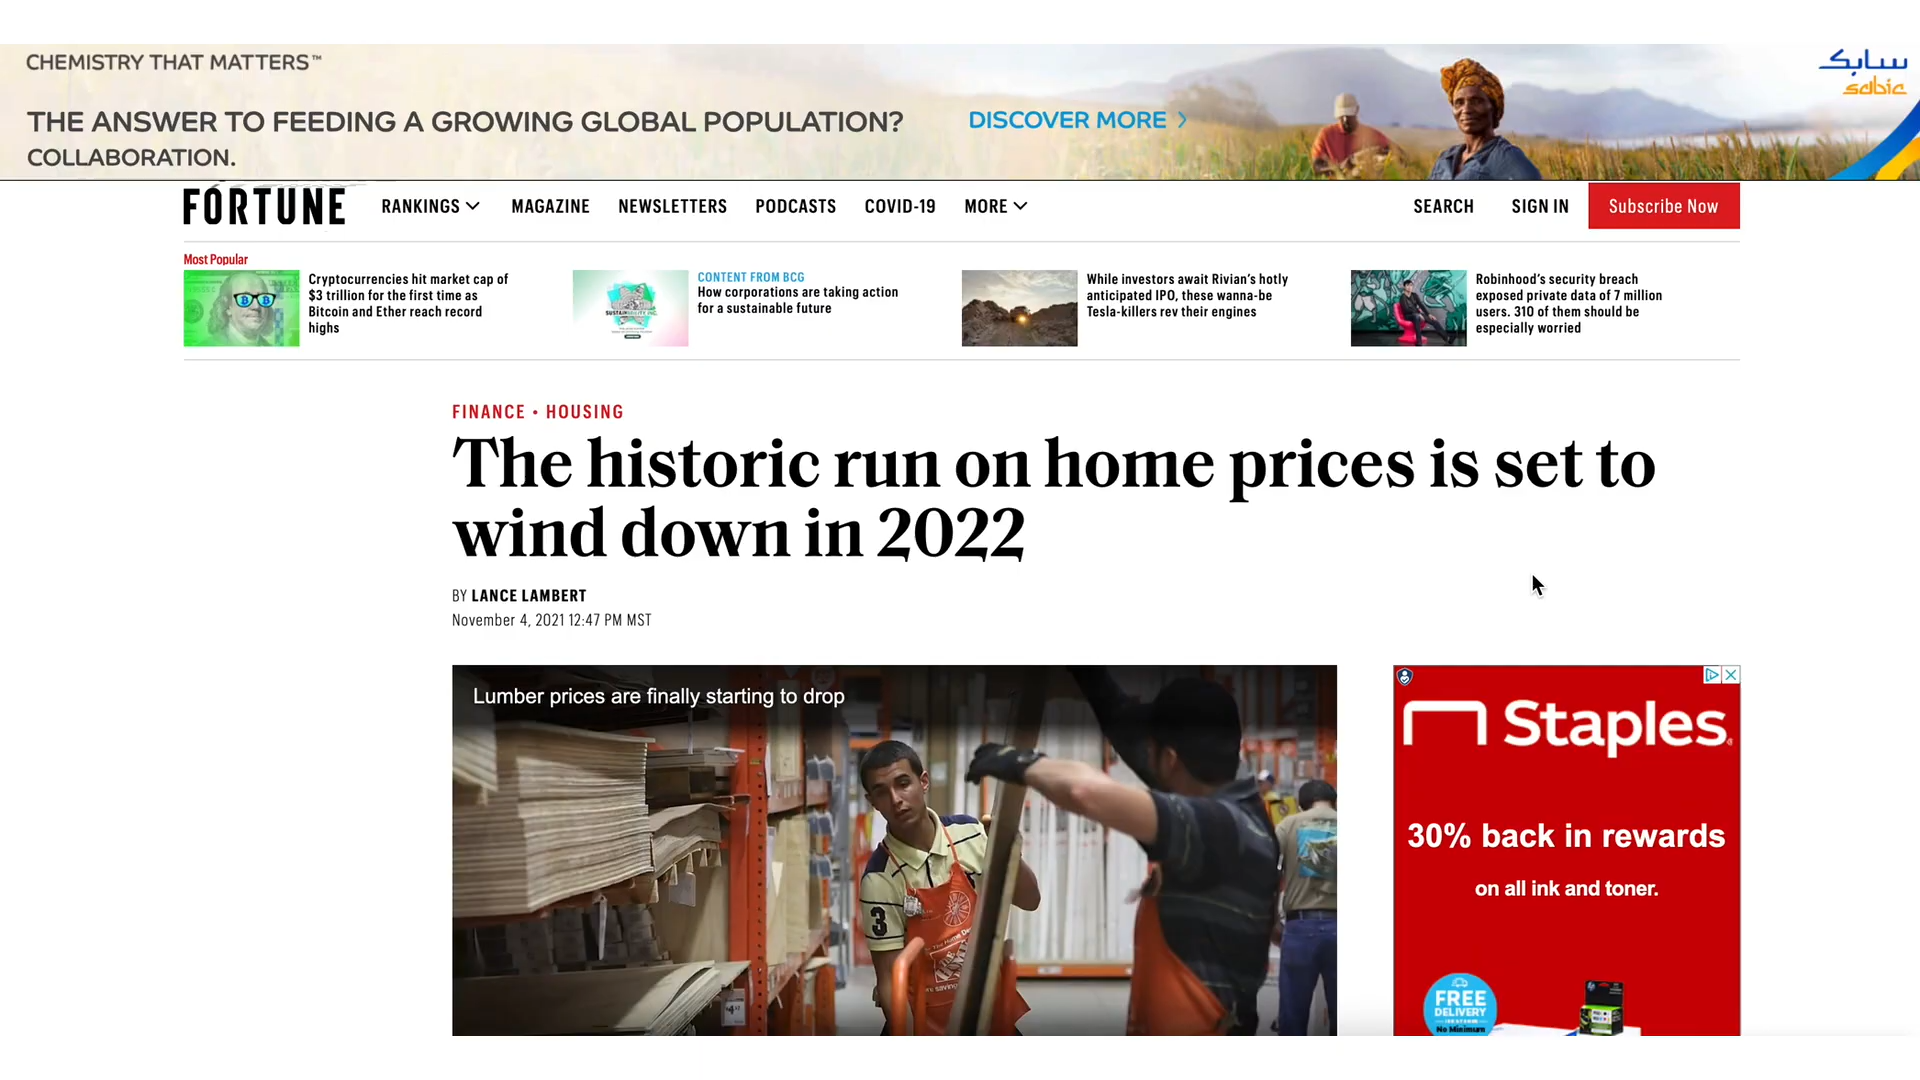 CHEMISTRY THAT MATTERS™
THE ANSWER TO FEEDING A GROWING GLOBAL POPULATION?
COLLABORATION.
DISCOVER MORE
سابك
sabic
FORTUNE
RANKINGS
MAGAZINE
NEWSLETTERS
PODCASTS
COVID-19
MORE
SEARCH
SIGN IN
Subscribe Now
Most Popular
Cryptocurrencies hit market cap of
$3 trillion for the first time as
Bitcoin and Ether reach record
highs
CONTENT FROM BCG
How corporations are taking action
for a sustainable future
While investors await Rivian’s hotly
anticipated IPO, these wanna-be
Tesla-killers rev their engines
Robinhood’s security breach
exposed private data of 7 million
users. 310 of them should be
especially worried
FINANCE • HOUSING
The historic run on home prices is set to
wind down in 2022
BY LANCE LAMBERT
November 4, 2021 12:47 PM MST
Lumber prices are finally starting to drop
3
Staples
30% back in rewards
on all ink and toner.
FREE
DELIVERY
No Minimum